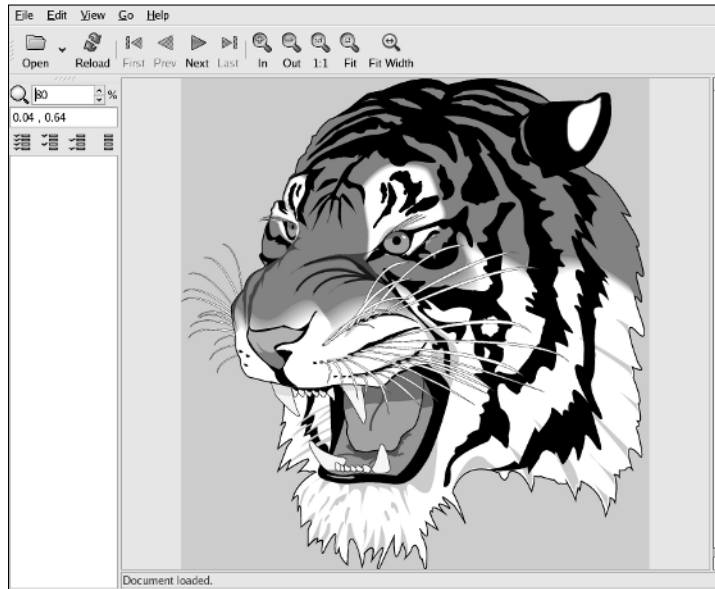 File Edit View Go Help
Open Reload First Prev Next Last In Out 1:1 Fit Fit Width
80 %
0.04 , 0.64
Document loaded.